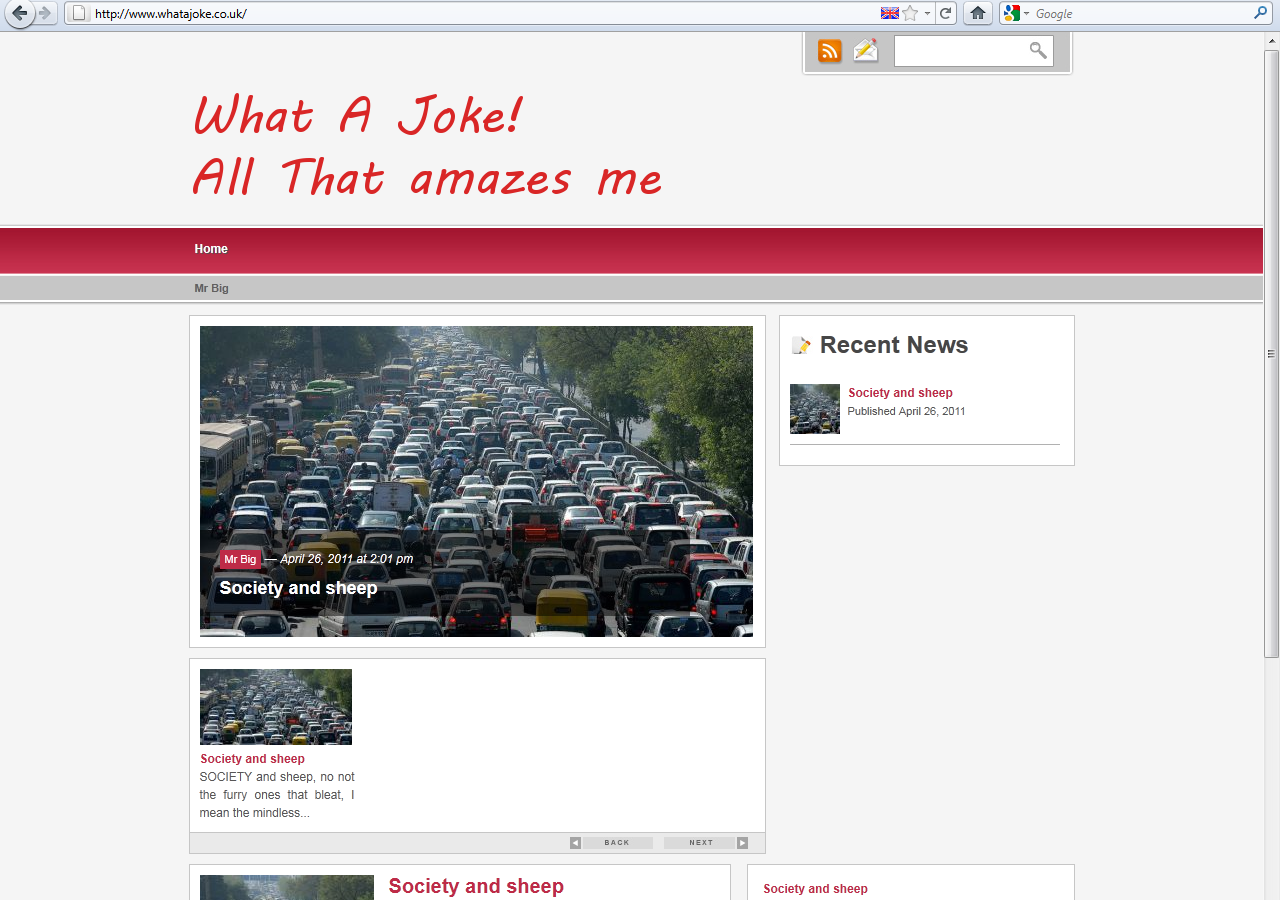 http://www.whatajoke.co.uk/
Google
What A Joke!
All That amazes me
Home
Mr Big
Mr Big — April 26, 2011 at 2:01 pm
Society and sheep
Recent News
Society and sheep
Published April 26, 2011
Society and sheep
SOCIETY and sheep, no not
the furry ones that bleat, I
mean the mindless...
BACK
NEXT
Society and sheep
Society and sheep